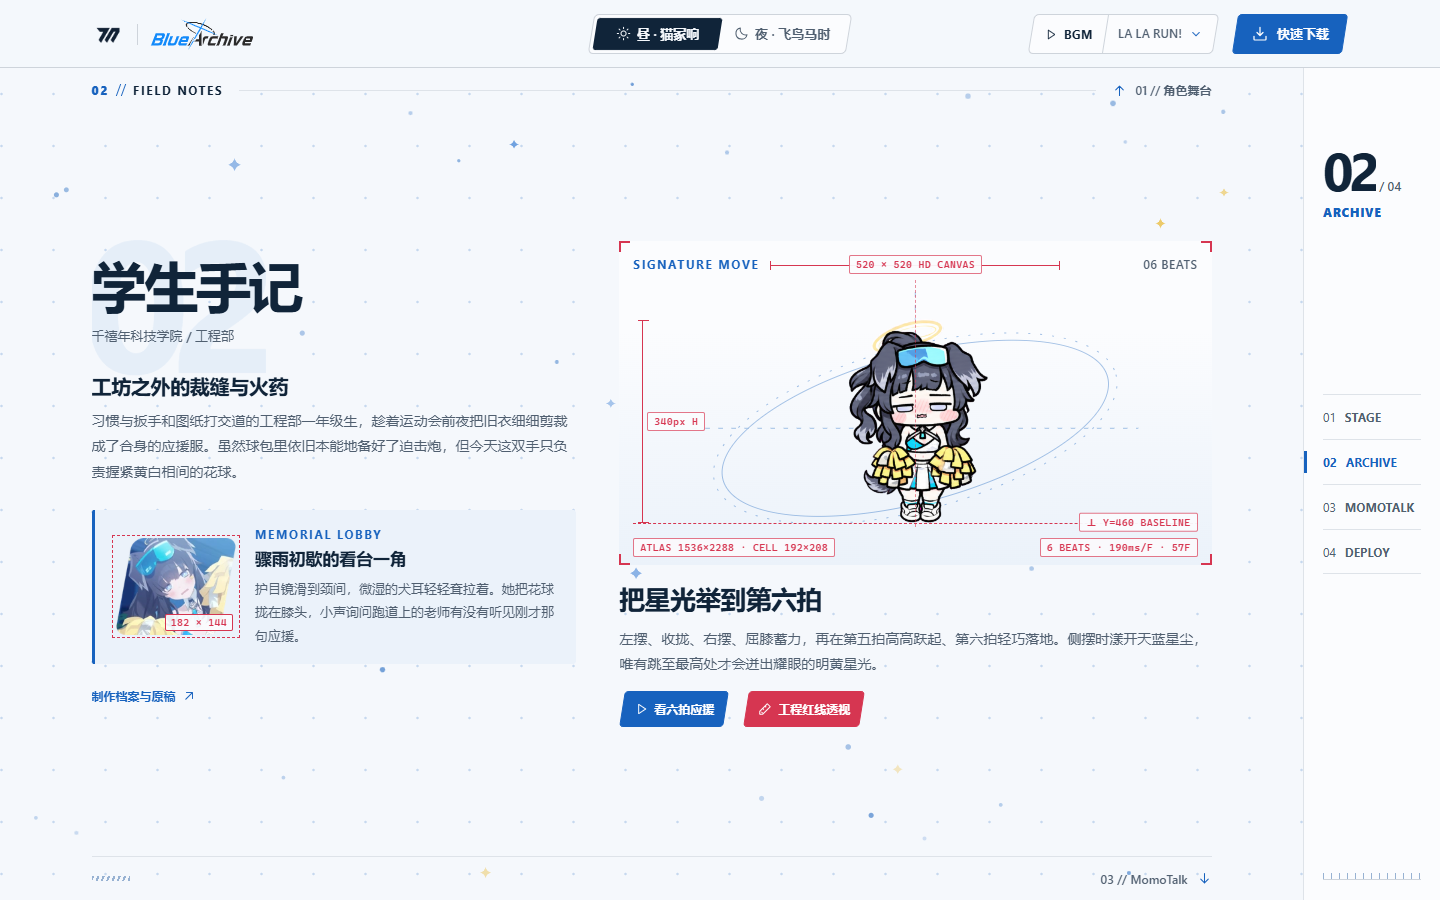 BlueArchive
昼 · 猫冢响
夜 · 飞鸟马时
BGM
LA LA RUN!
快速下载
02 // FIELD NOTES
01 // 角色舞台
02 / 04
ARCHIVE
02
学生手记
千禧年科技学院 / 工程部
工坊之外的裁缝与火药
习惯与扳手和图纸打交道的工程部一年级生，趁着运动会前夜把旧衣细细剪裁
成了合身的应援服。虽然球包里依旧本能地备好了迫击炮，但今天这双手只负
责握紧黄白相间的花球。
MEMORIAL LOBBY
骤雨初歇的看台一角
护目镜滑到颈间，微湿的犬耳轻轻耷拉着。她把花球
拢在膝头，小声询问跑道上的老师有没有听见刚才那
句应援。
182 × 144
制作档案与原稿
SIGNATURE MOVE
520 × 520 HD CANVAS
06 BEATS
340px H
⊥ Y=460 BASELINE
ATLAS 1536×2288 · CELL 192×208
6 BEATS · 190ms/F · 57F
把星光举到第六拍
左摆、收拢、右摆、屈膝蓄力，再在第五拍高高跃起、第六拍轻巧落地。侧摆时漾开天蓝星尘，
唯有跳至最高处才会迸出耀眼的明黄星光。
看六拍应援
工程红线透视
01 STAGE
02 ARCHIVE
03 MOMOTALK
04 DEPLOY
03 // MomoTalk